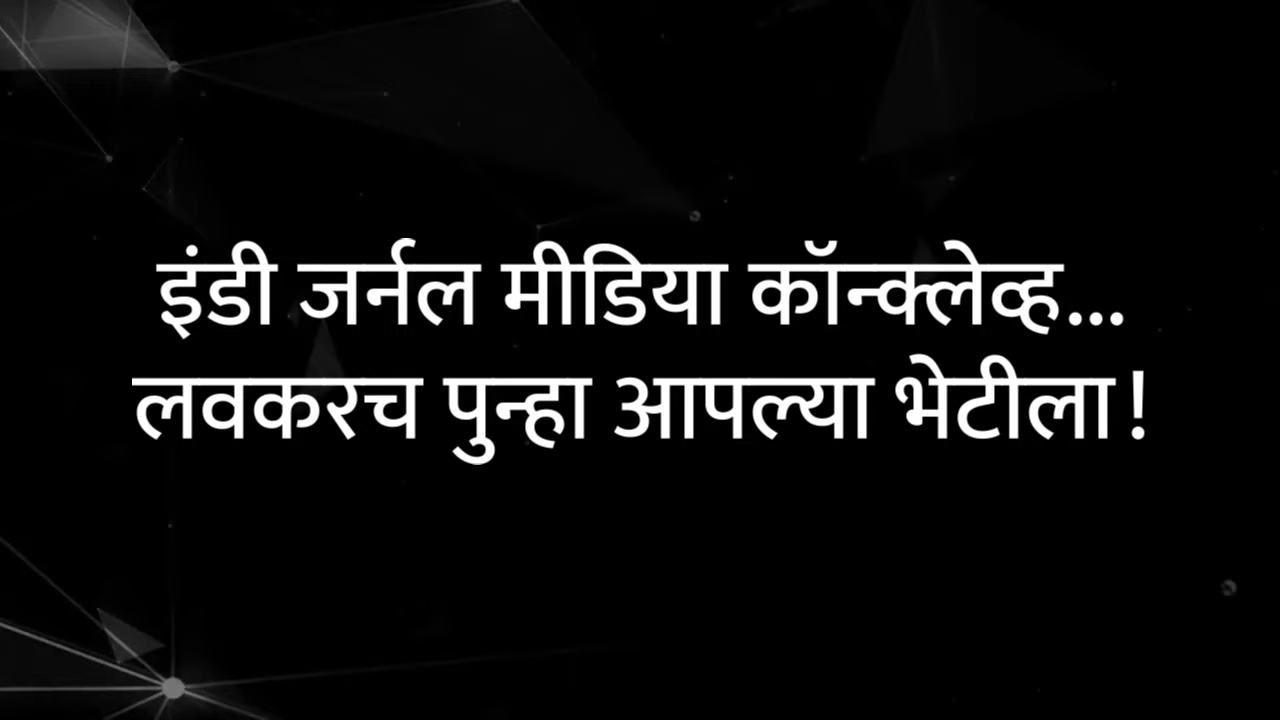 इंडी जर्नल मीडिया कॉन्क्लेव्ह...
लवकरच पुन्हा आपल्या भेटीला!